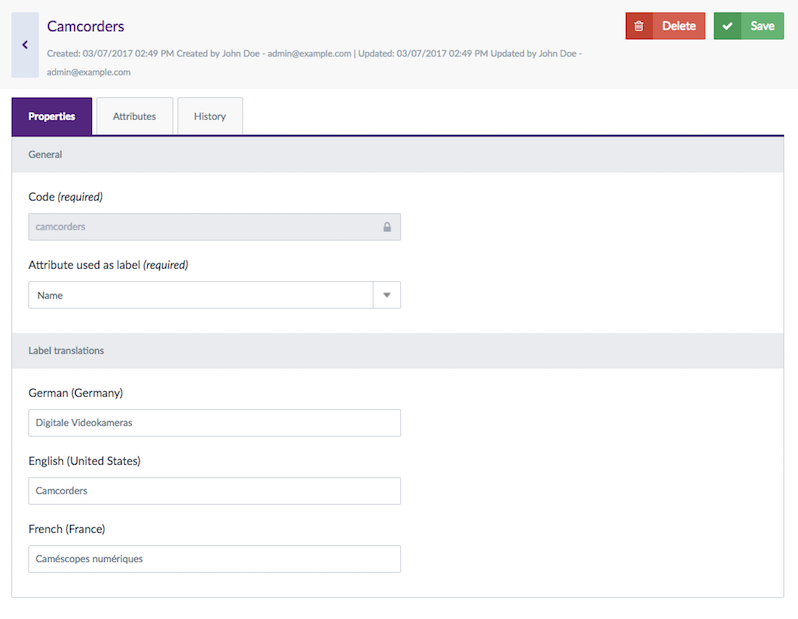 Camcorders
Delete
Save
Created: 03/07/2017 02:49 PM Created by John Doe - admin@example.com | Updated: 03/07/2017 02:49 PM Updated by John Doe -
admin@example.com
Properties
Attributes
History
General
Code (required)
camcorders
Attribute used as label (required)
Name
Label translations
German (Germany)
Digitale Videokameras
English (United States)
Camcorders
French (France)
Caméscopes numériques